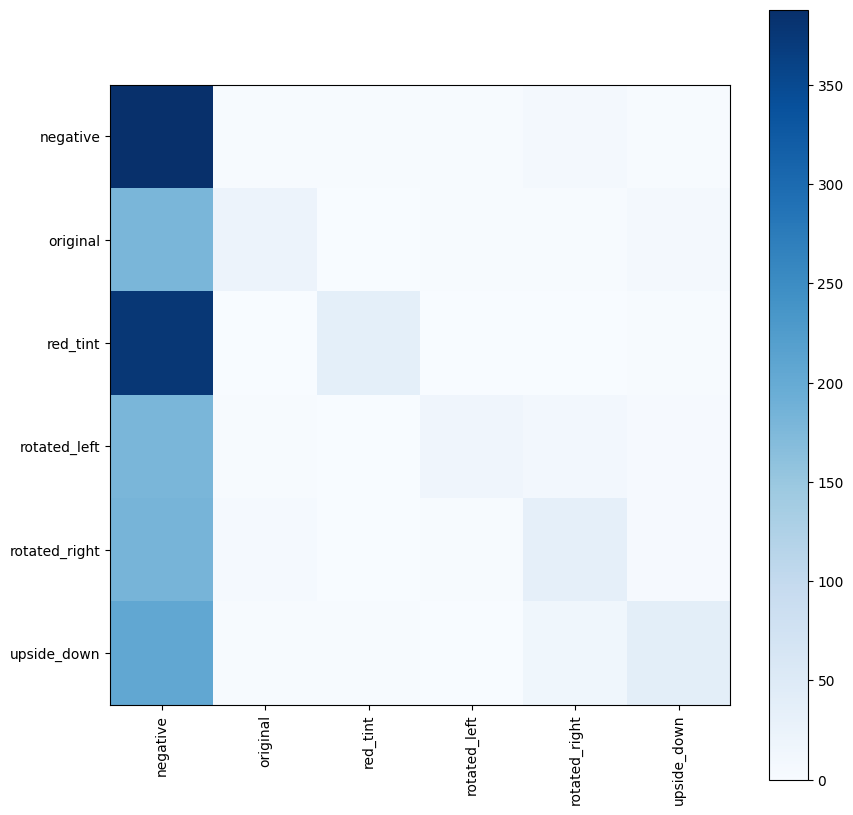 negative
original
red_tint
rotated_left
rotated_right
upside_down
negative
original
red_tint
rotated_left
rotated_right
upside_down
350
300
250
200
150
100
50
0